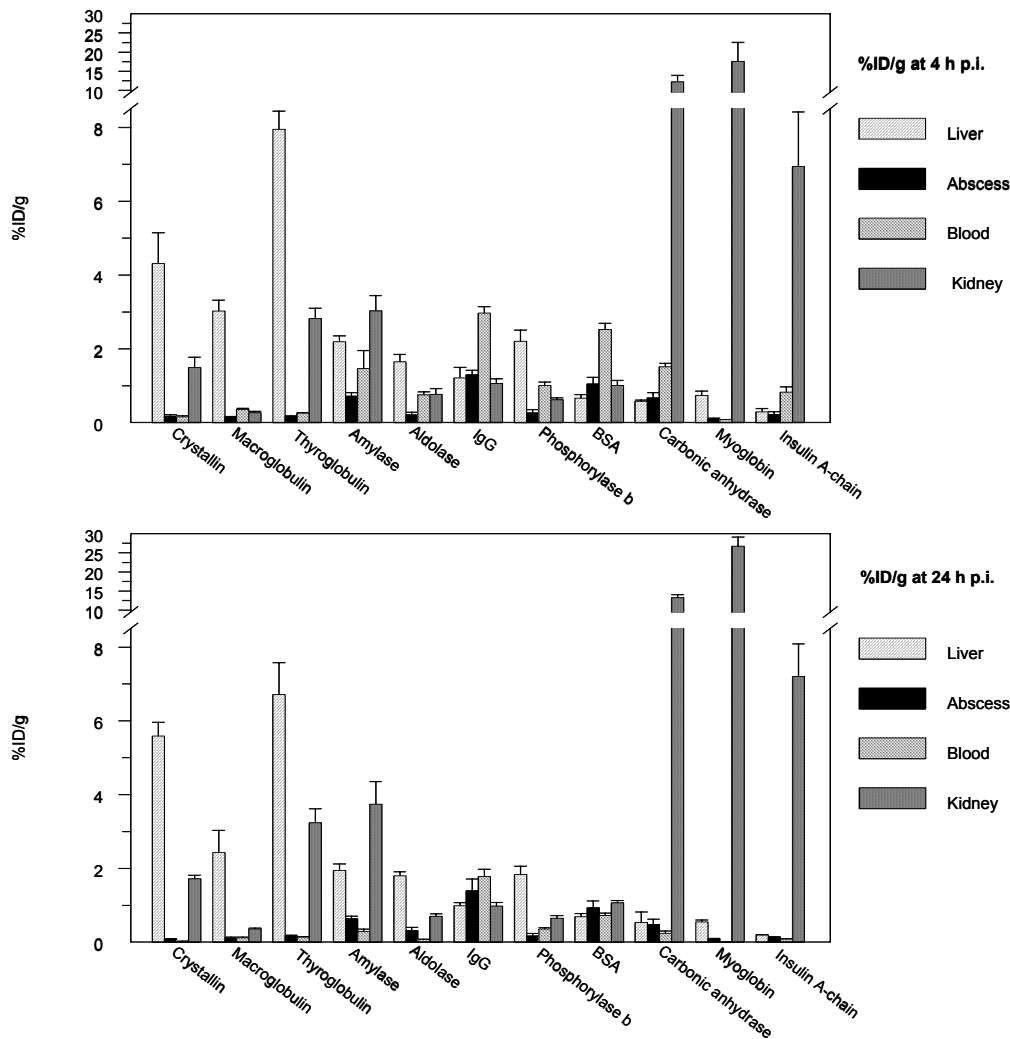 30
25
20
15
10
8
6
4
2
0
%ID/g
%ID/g at 4 h p.i.
Liver
Abscess
Blood
Kidney
Crystallin
Macroglobulin
Thyroglobulin
Amylase
Aldolase
IgG
Phosphorylase b
BSA
Carbonic anhydrase
Myoglobin
Insulin A-chain
30
25
20
15
10
8
6
4
2
0
%ID/g
%ID/g at 24 h p.i.
Liver
Abscess
Blood
Kidney
Crystallin
Macroglobulin
Thyroglobulin
Amylase
Aldolase
IgG
Phosphorylase b
BSA
Carbonic anhydrase
Myoglobin
Insulin A-chain